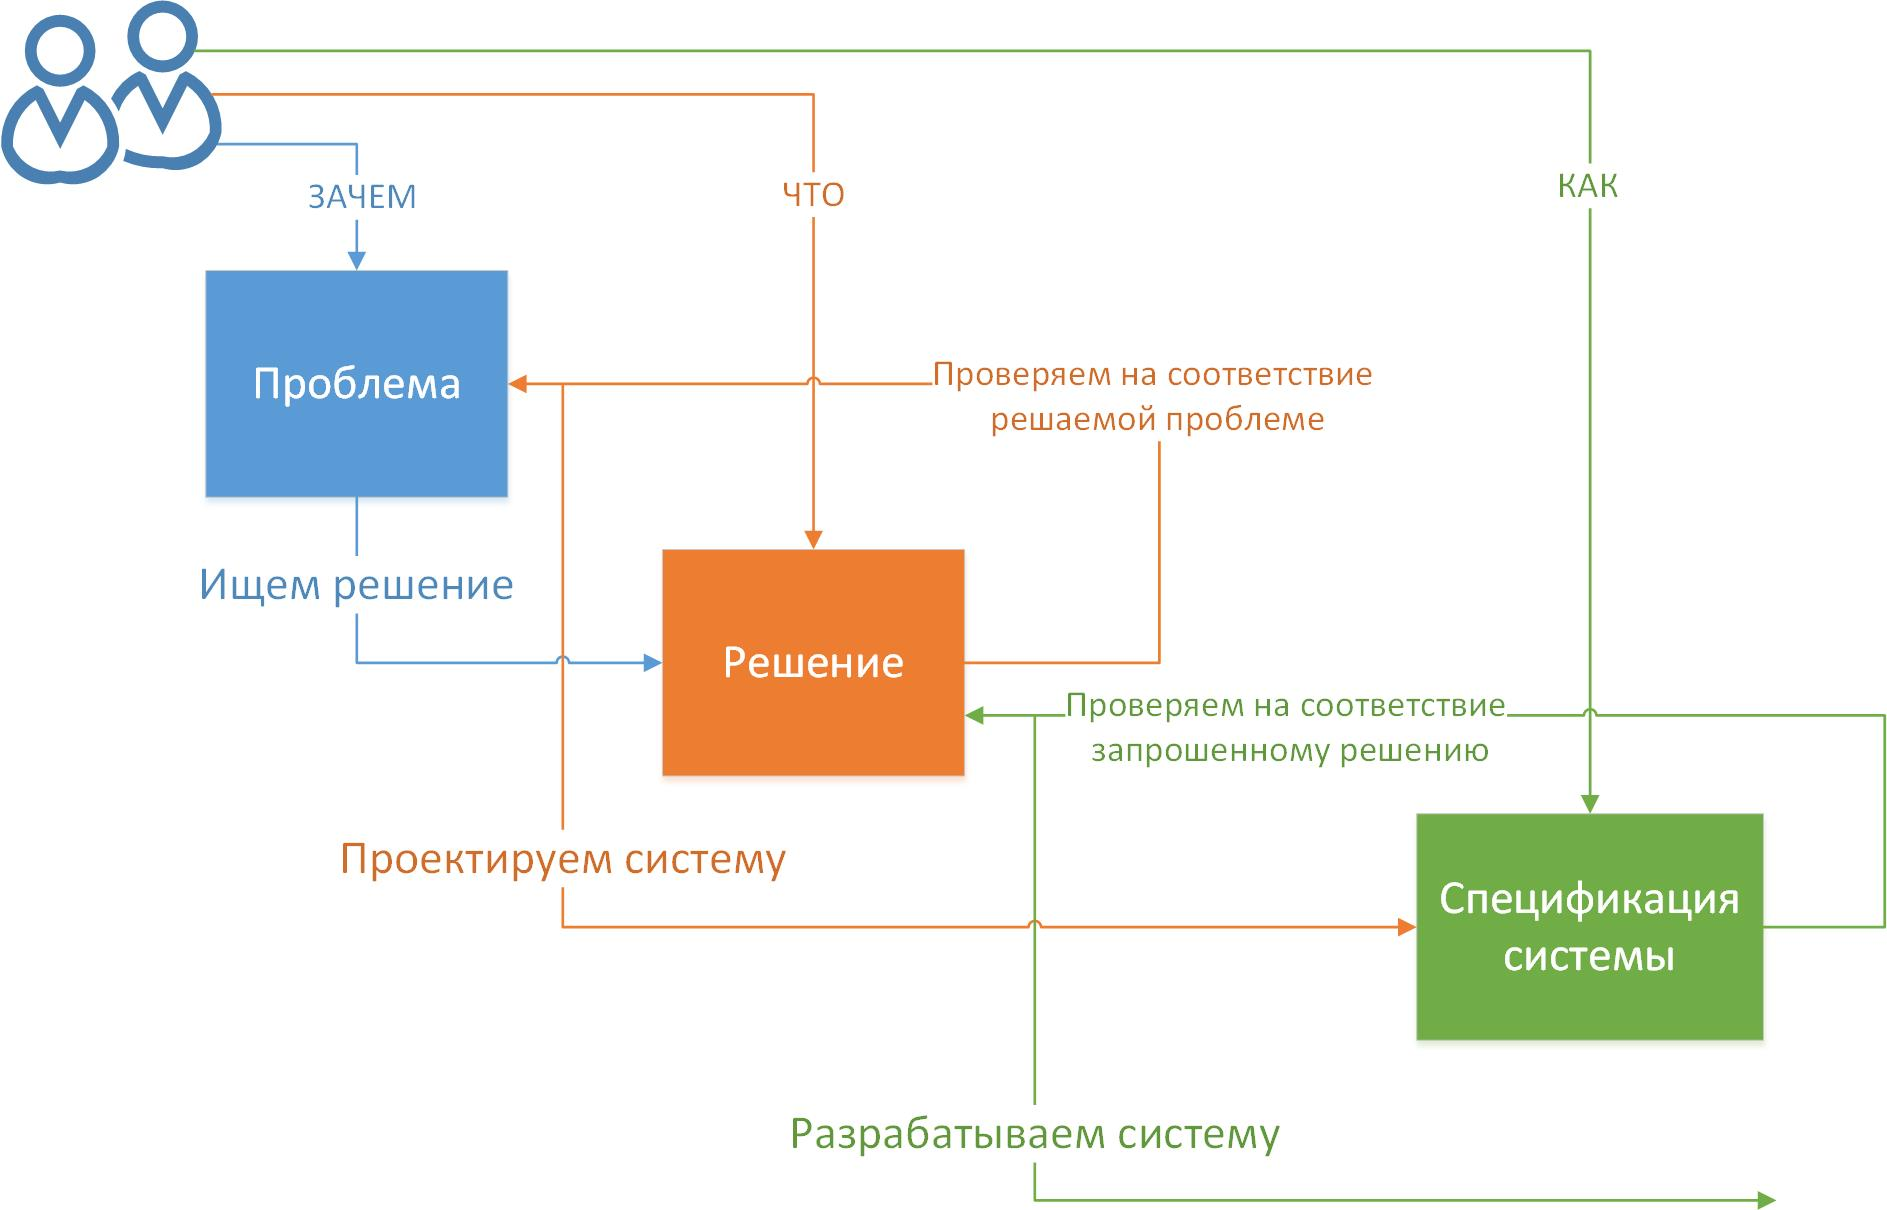 ЗАЧЕМ
ЧТО
КАК
Проблема
Проверяем на соответствие
решаемой проблеме
Ищем решение
Решение
Проверяем на соответствие
запрошенному решению
Проектируем систему
Спецификация
системы
Разрабатываем систему